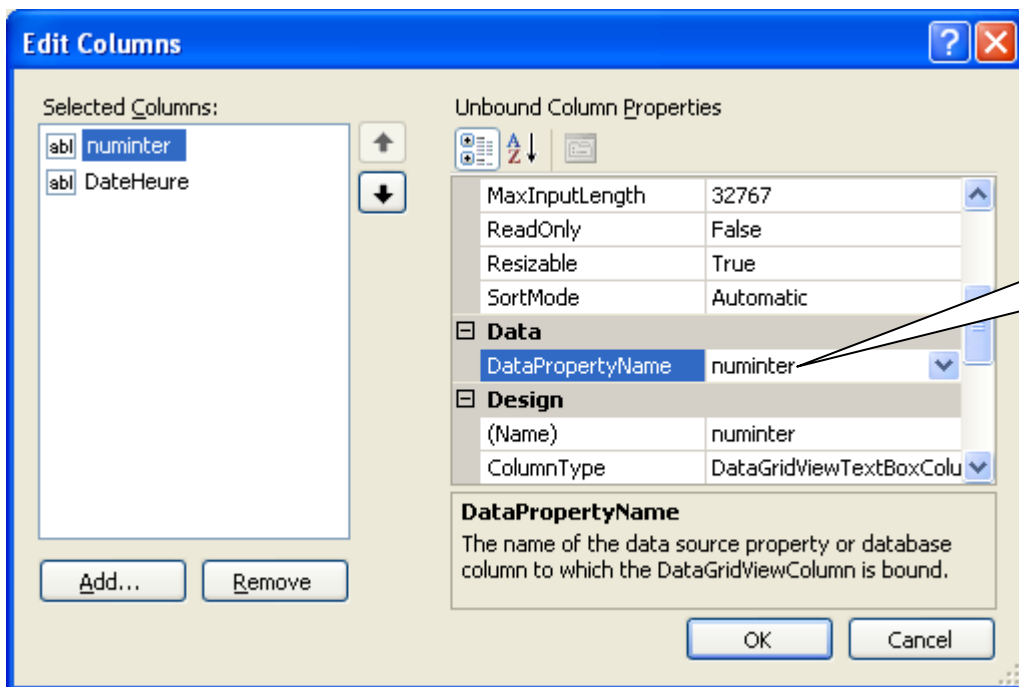 Edit Columns
Selected Columns:
abl numinter
abl DateHeure
Add...
Remove
Unbound Column Properties
A
Z
MaxInputLength 32767
ReadOnly False
Resizable True
SortMode Automatic
Data
DataPropertyName numinter
Design
(Name) numinter
ColumnType DataGridViewTextBoxColu
DataPropertyName
The name of the data source property or database
column to which the DataGridViewColumn is bound.
OK
Cancel